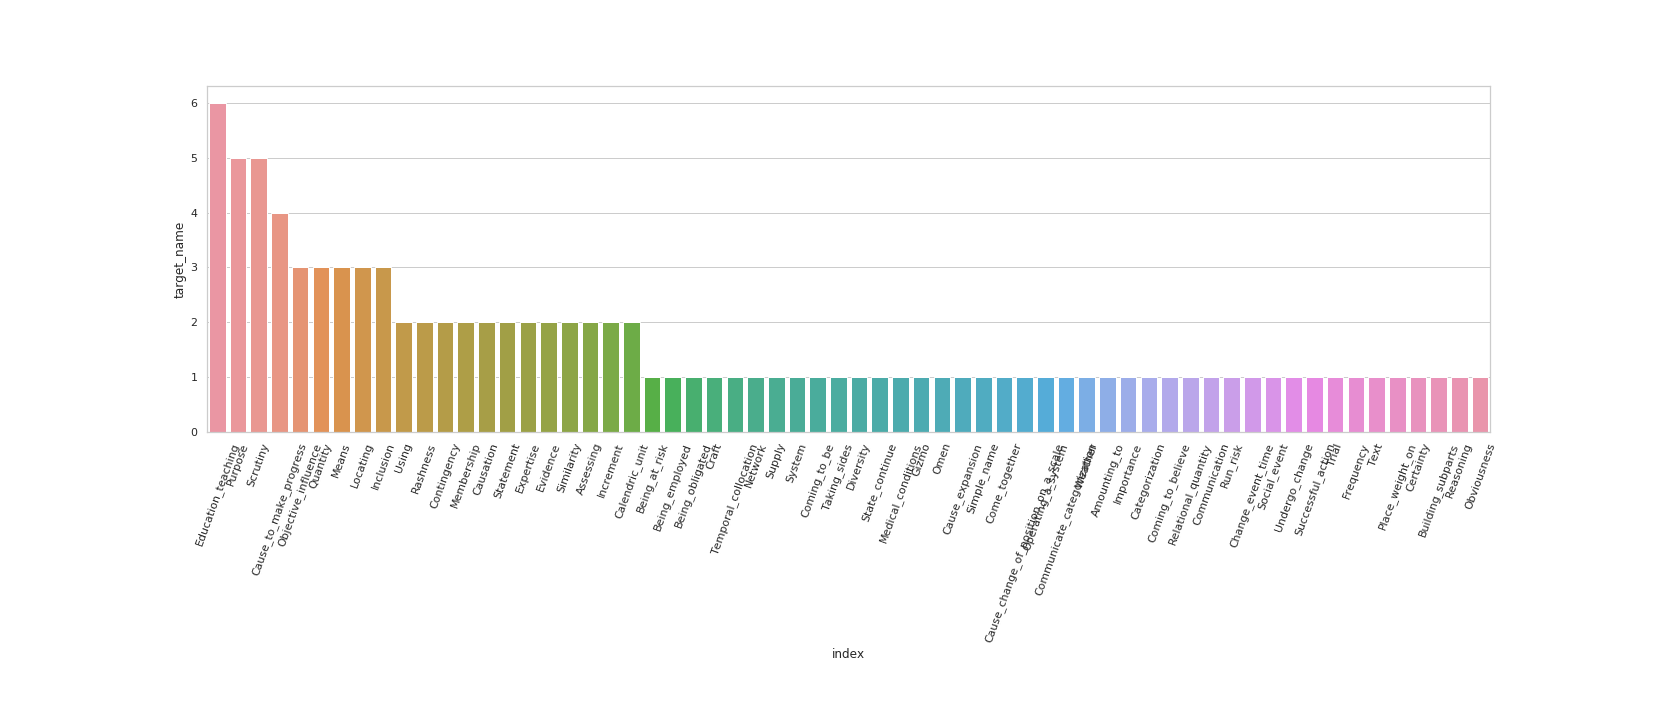 target_name
6
5
4
3
2
1
0
Education_teaching
Purpose
Scrutiny
Cause_to_make_progress
Objective_influence
Quantity
Means
Locating
Inclusion
Using
Rashness
Contingency
Membership
Causation
Statement
Expertise
Evidence
Similarity
Assessing
Increment
Calendric_unit
Being_at_risk
Being_employed
Being_obligated
Craft
Temporal_collocation
Network
Supply
System
Coming_to_be
Taking_sides
Diversity
State_continue
Medical_conditions
Gizmo
Omen
Cause_expansion
Simple_name
Come_together
Cause_change_of_position_on_a_scale
Operating_a_system
Communicate_categorization
Amounting_to
Importance
Categorization
Coming_to_believe
Relational_quantity
Communication
Run_risk
Change_event_time
Social_event
Undergo_change
Successful_action
Trial
Frequency
Text
Place_weight_on
Certainty
Building_subparts
Reasoning
Obviousness
index